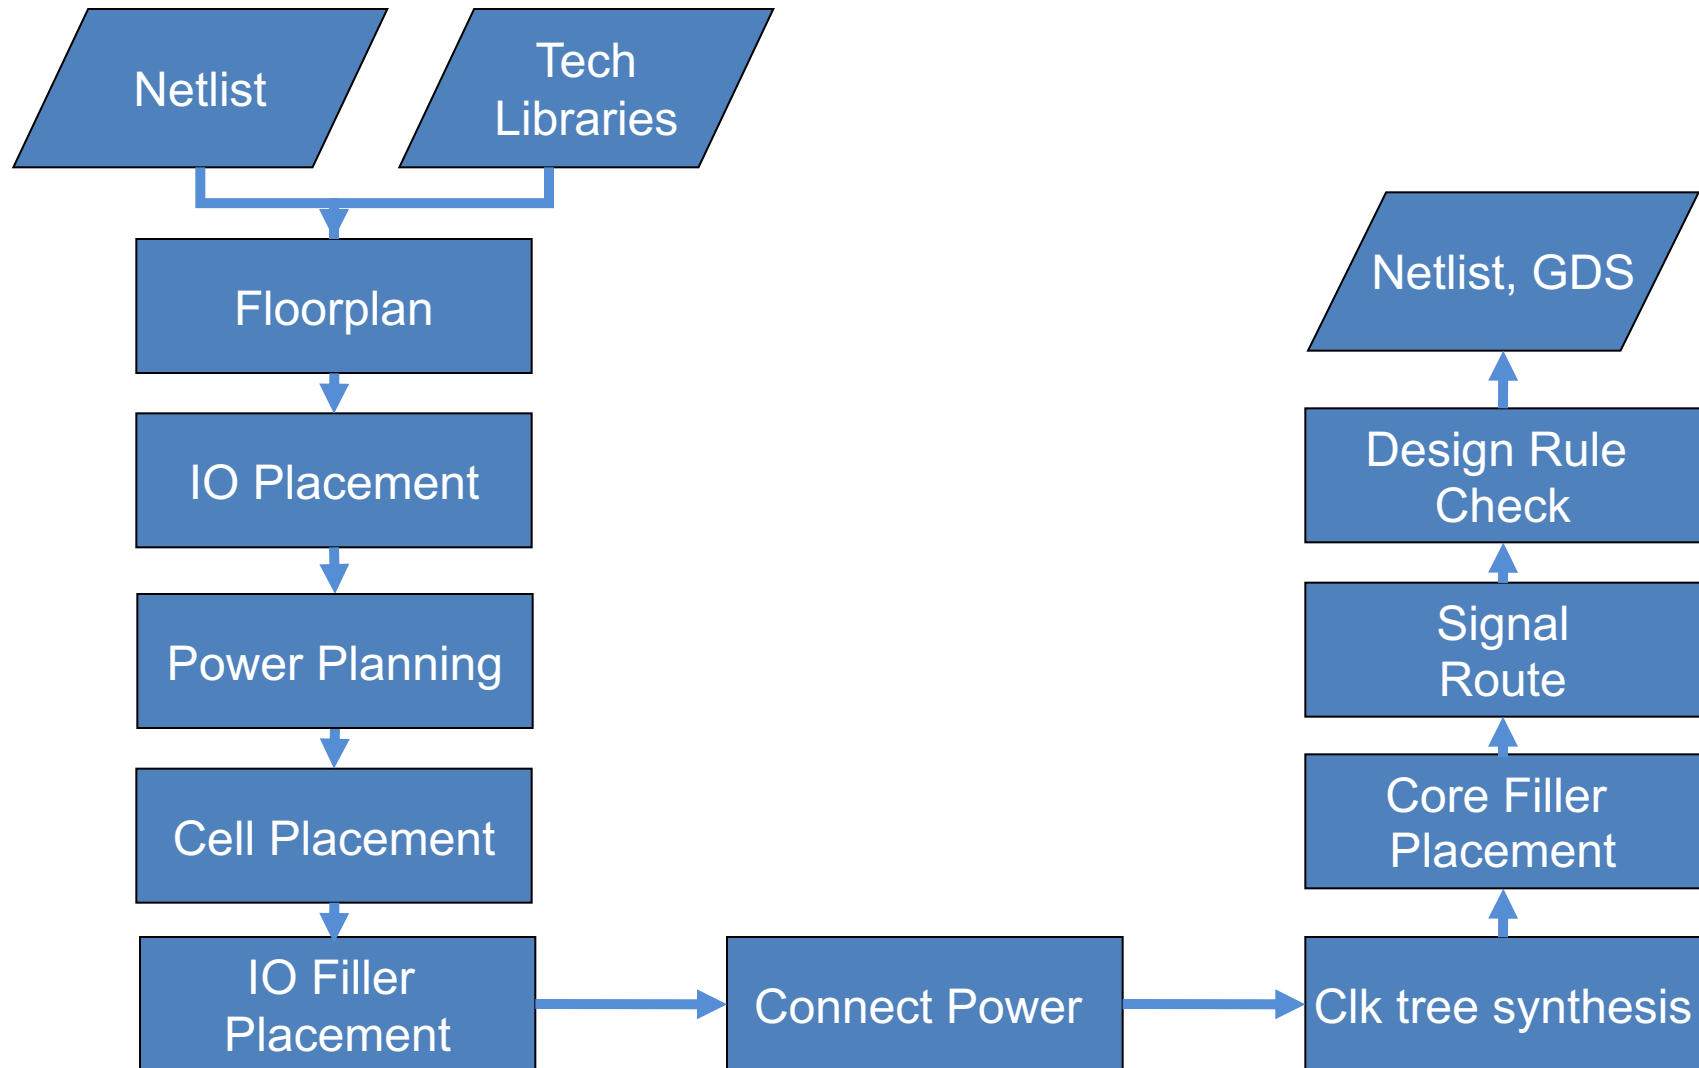 Netlist
Tech
Libraries
Floorplan
IO Placement
Power Planning
Cell Placement
IO Filler
Placement
Connect Power
Clk tree synthesis
Core Filler
Placement
Signal
Route
Design Rule
Check
Netlist, GDS